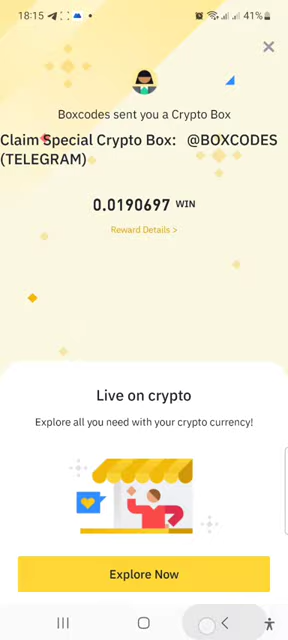 18:15
41%
Boxcodes sent you a Crypto Box
Claim Special Crypto Box: @BOXCODES
(TELEGRAM)
0.0190697 WIN
Reward Details >
Live on crypto
Explore all you need with your crypto currency!
Explore Now